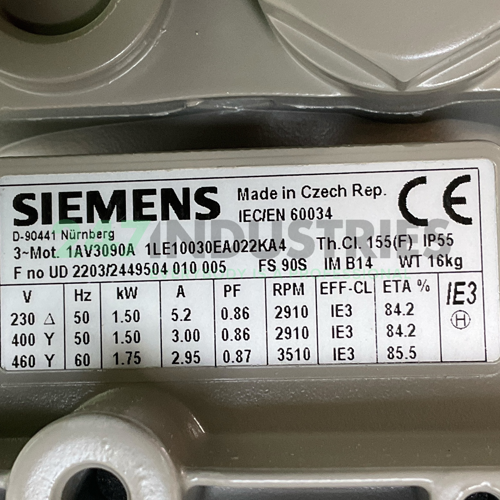 SIEMENS Made in Czech Rep. CE
D-90441 Nürnberg IEC/EN 60034
3~Mot. 1AV3090A 1LE10030EA022KA4 Th.Cl. 155(F) IP55
F no UD 2203/2449504 010 005 FS 90S IM B14 WT 16kg
V Hz kW A PF RPM EFF-CL ETA % IE3
230 Δ 50 1.50 5.2 0.86 2910 IE3 84.2
400 Y 50 1.50 3.00 0.86 2910 IE3 84.2
460 Y 60 1.75 2.95 0.87 3510 IE3 85.5
H